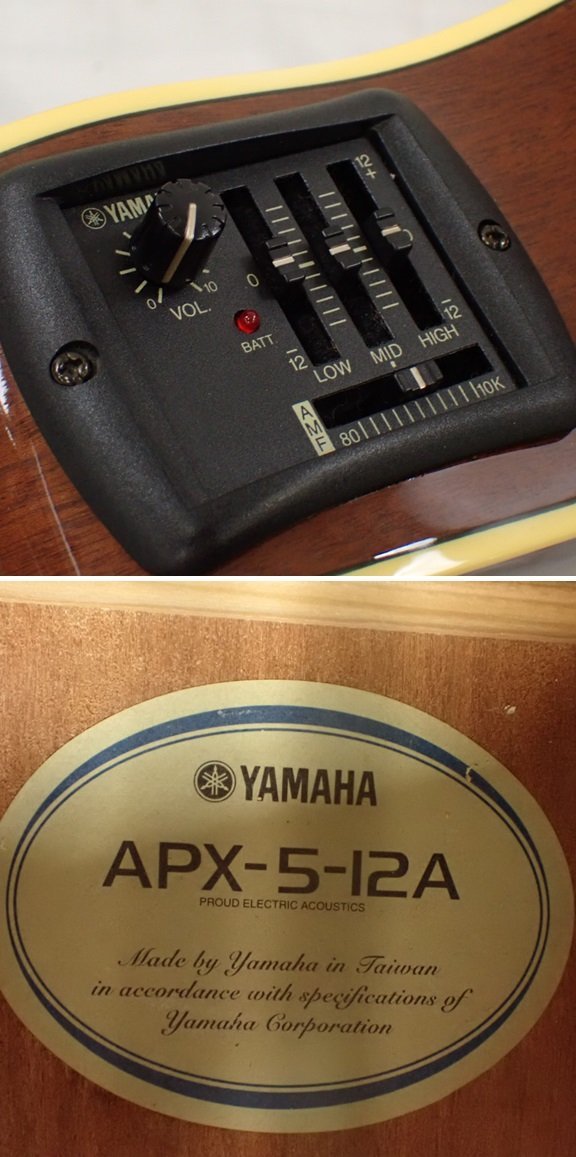 YAMA
12
+
0
0
10
VOL.
BATT.
12
LOW
MID
HIGH
12
AMF
80
10K
YAMAHA
APX-5-12A
PROUD ELECTRIC ACOUSTICS
Made by Yamaha in Taiwan
in accordance with specifications of
Yamaha Corporation